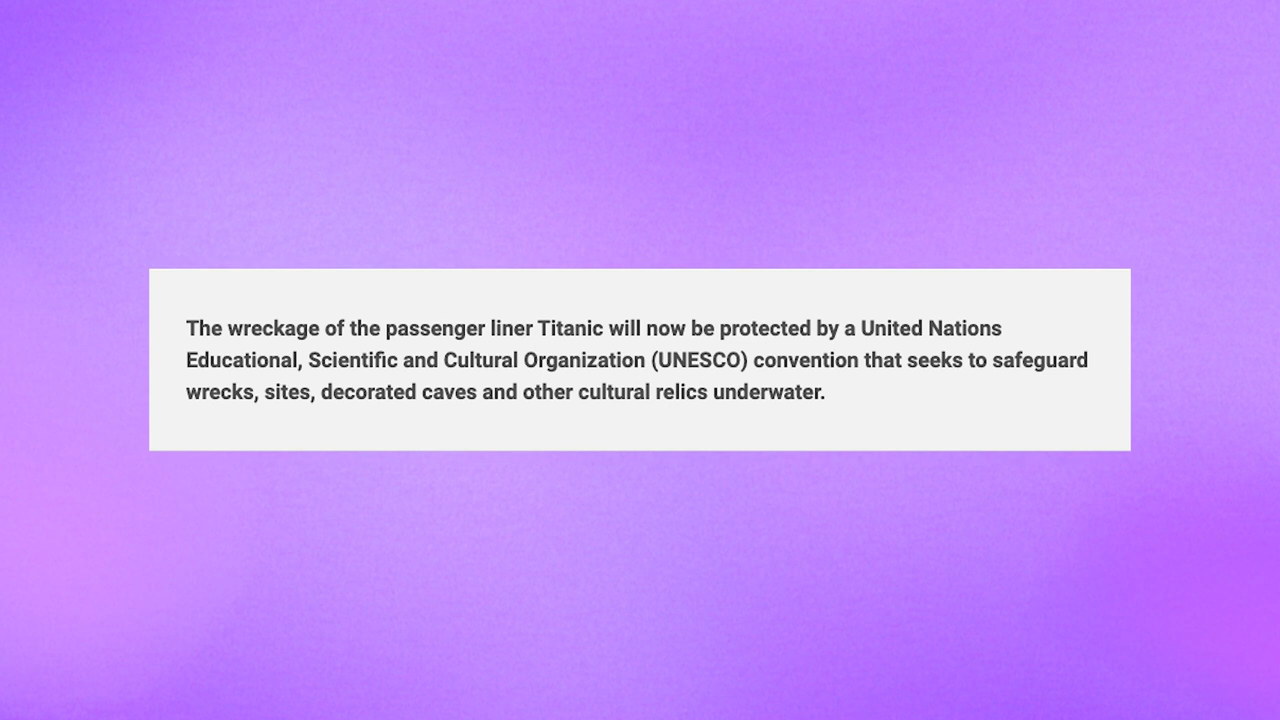 The wreckage of the passenger liner Titanic will now be protected by a United Nations
Educational, Scientific and Cultural Organization (UNESCO) convention that seeks to safeguard
wrecks, sites, decorated caves and other cultural relics underwater.